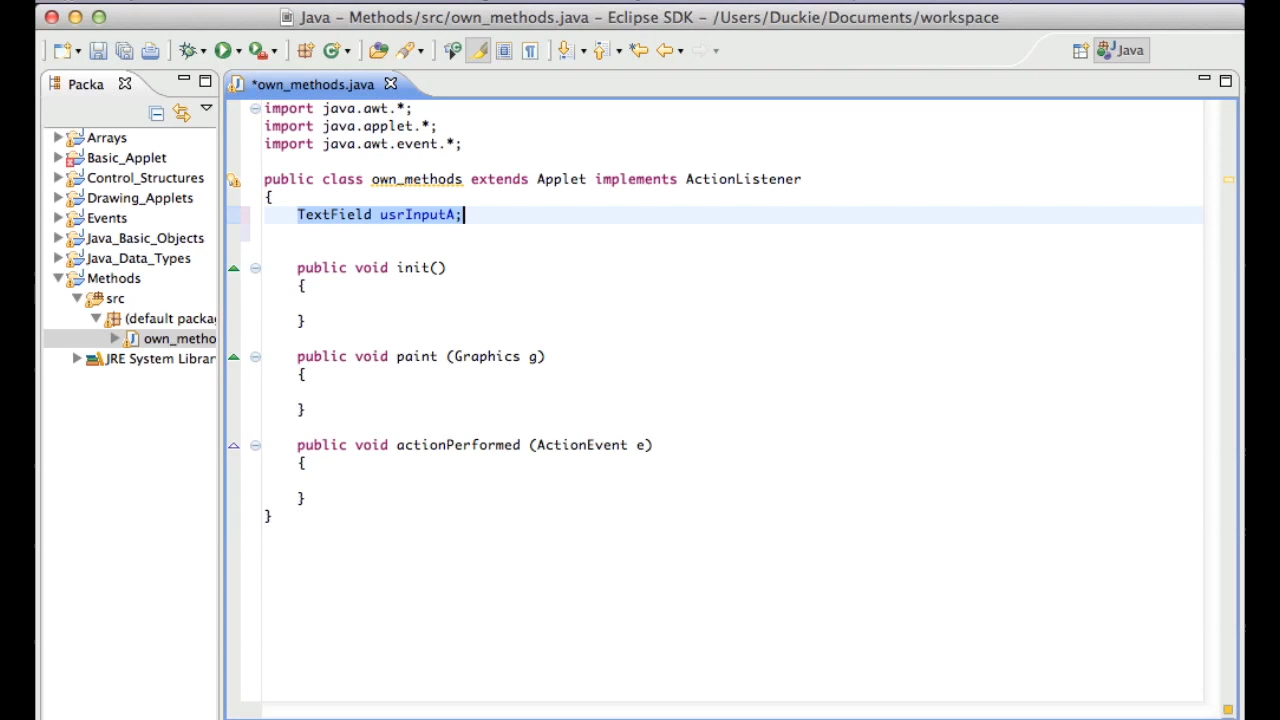 Java – Methods/src/own_methods.java – Eclipse SDK – /Users/Duckie/Documents/workspace
Java
Packa
*own_methods.java
Arrays
Basic_Applet
Control_Structures
Drawing_Applets
Events
Java_Basic_Objects
Java_Data_Types
Methods
src
(default packa
own_metho
JRE System Librar
import java.awt.*;
import java.applet.*;
import java.awt.event.*;
public class own_methods extends Applet implements ActionListener
{
TextField usrInputA;
public void init()
{
}
public void paint (Graphics g)
{
}
public void actionPerformed (ActionEvent e)
{
}
}